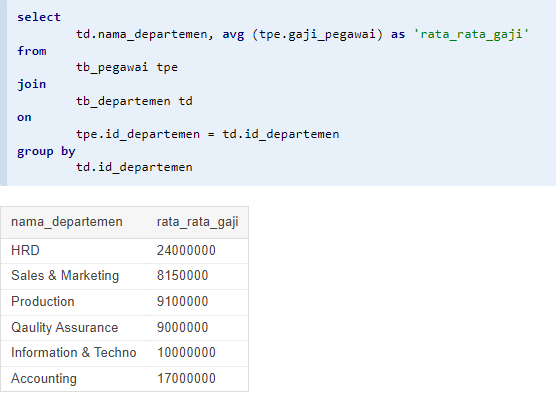 select
td.nama_departemen, avg (tpe.gaji_pegawai) as 'rata_rata_gaji'
from
tb_pegawai tpe
join
tb_departemen td
on
tpe.id_departemen = td.id_departemen
group by
td.id_departemen
nama_departemen rata_rata_gaji
HRD 24000000
Sales & Marketing 8150000
Production 9100000
Qaulity Assurance 9000000
Information & Techno 10000000
Accounting 17000000